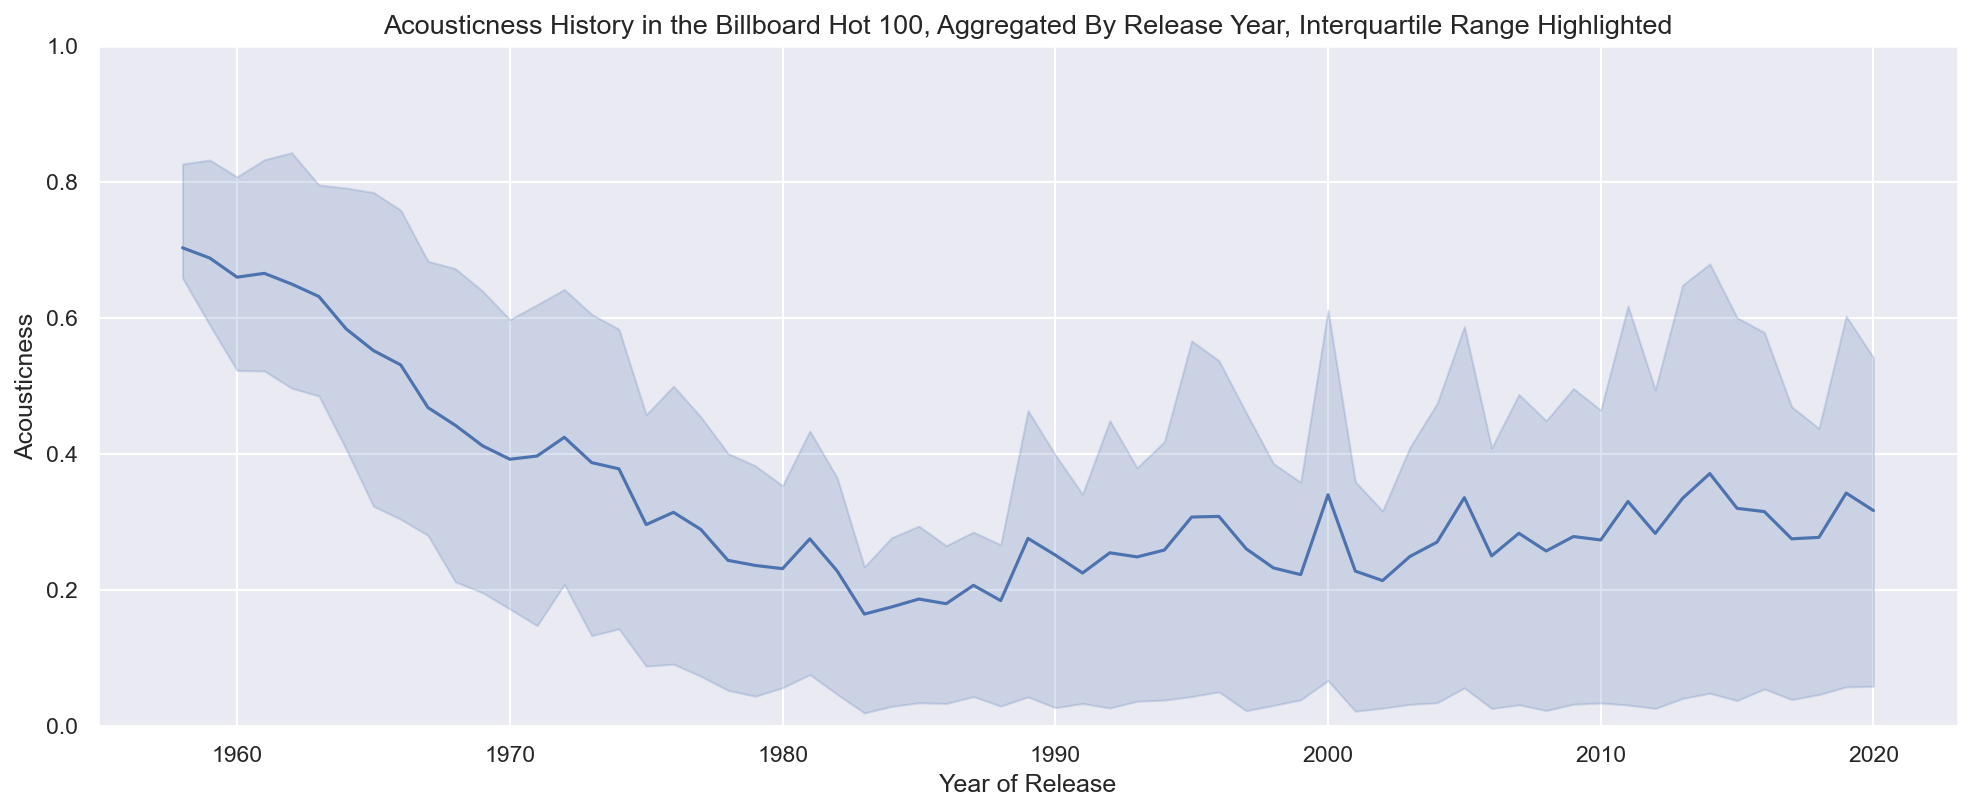 Acousticness History in the Billboard Hot 100, Aggregated By Release Year, Interquartile Range Highlighted
1.0
0.8
0.6
0.4
0.2
0.0
Acousticness
1960 1970 1980 1990 2000 2010 2020
Year of Release